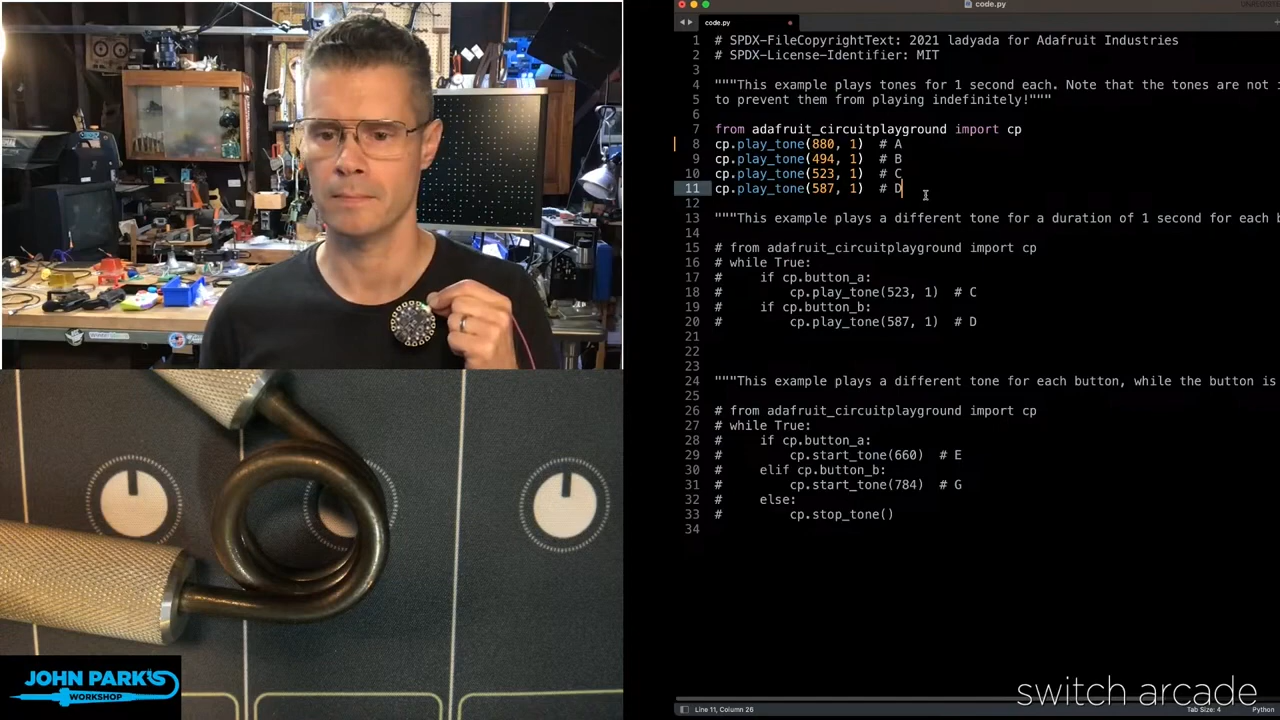 code.py
code.py
1 # SPDX-FileCopyrightText: 2021 ladyada for Adafruit Industries
2 # SPDX-License-Identifier: MIT
3
4 """This example plays tones for 1 second each. Note that the tones are not i
5 to prevent them from playing indefinitely!"""
6
7 from adafruit_circuitplayground import cp
8 cp.play_tone(880, 1)  # A
9 cp.play_tone(494, 1)  # B
10 cp.play_tone(523, 1)  # C
11 cp.play_tone(587, 1)  # D
12
13 """This example plays a different tone for a duration of 1 second for each b
14
15 # from adafruit_circuitplayground import cp
16 # while True:
17 #     if cp.button_a:
18 #         cp.play_tone(523, 1)  # C
19 #     if cp.button_b:
20 #         cp.play_tone(587, 1)  # D
21
22
23
24 """This example plays a different tone for each button, while the button is
25
26 # from adafruit_circuitplayground import cp
27 # while True:
28 #     if cp.button_a:
29 #         cp.start_tone(660)  # E
30 #     elif cp.button_b:
31 #         cp.start_tone(784)  # G
32 #     else:
33 #         cp.stop_tone()
34
JOHN PARK'S
WORKSHOP
switch arcade
Line 11, Column 26
Tab Size: 4
Python